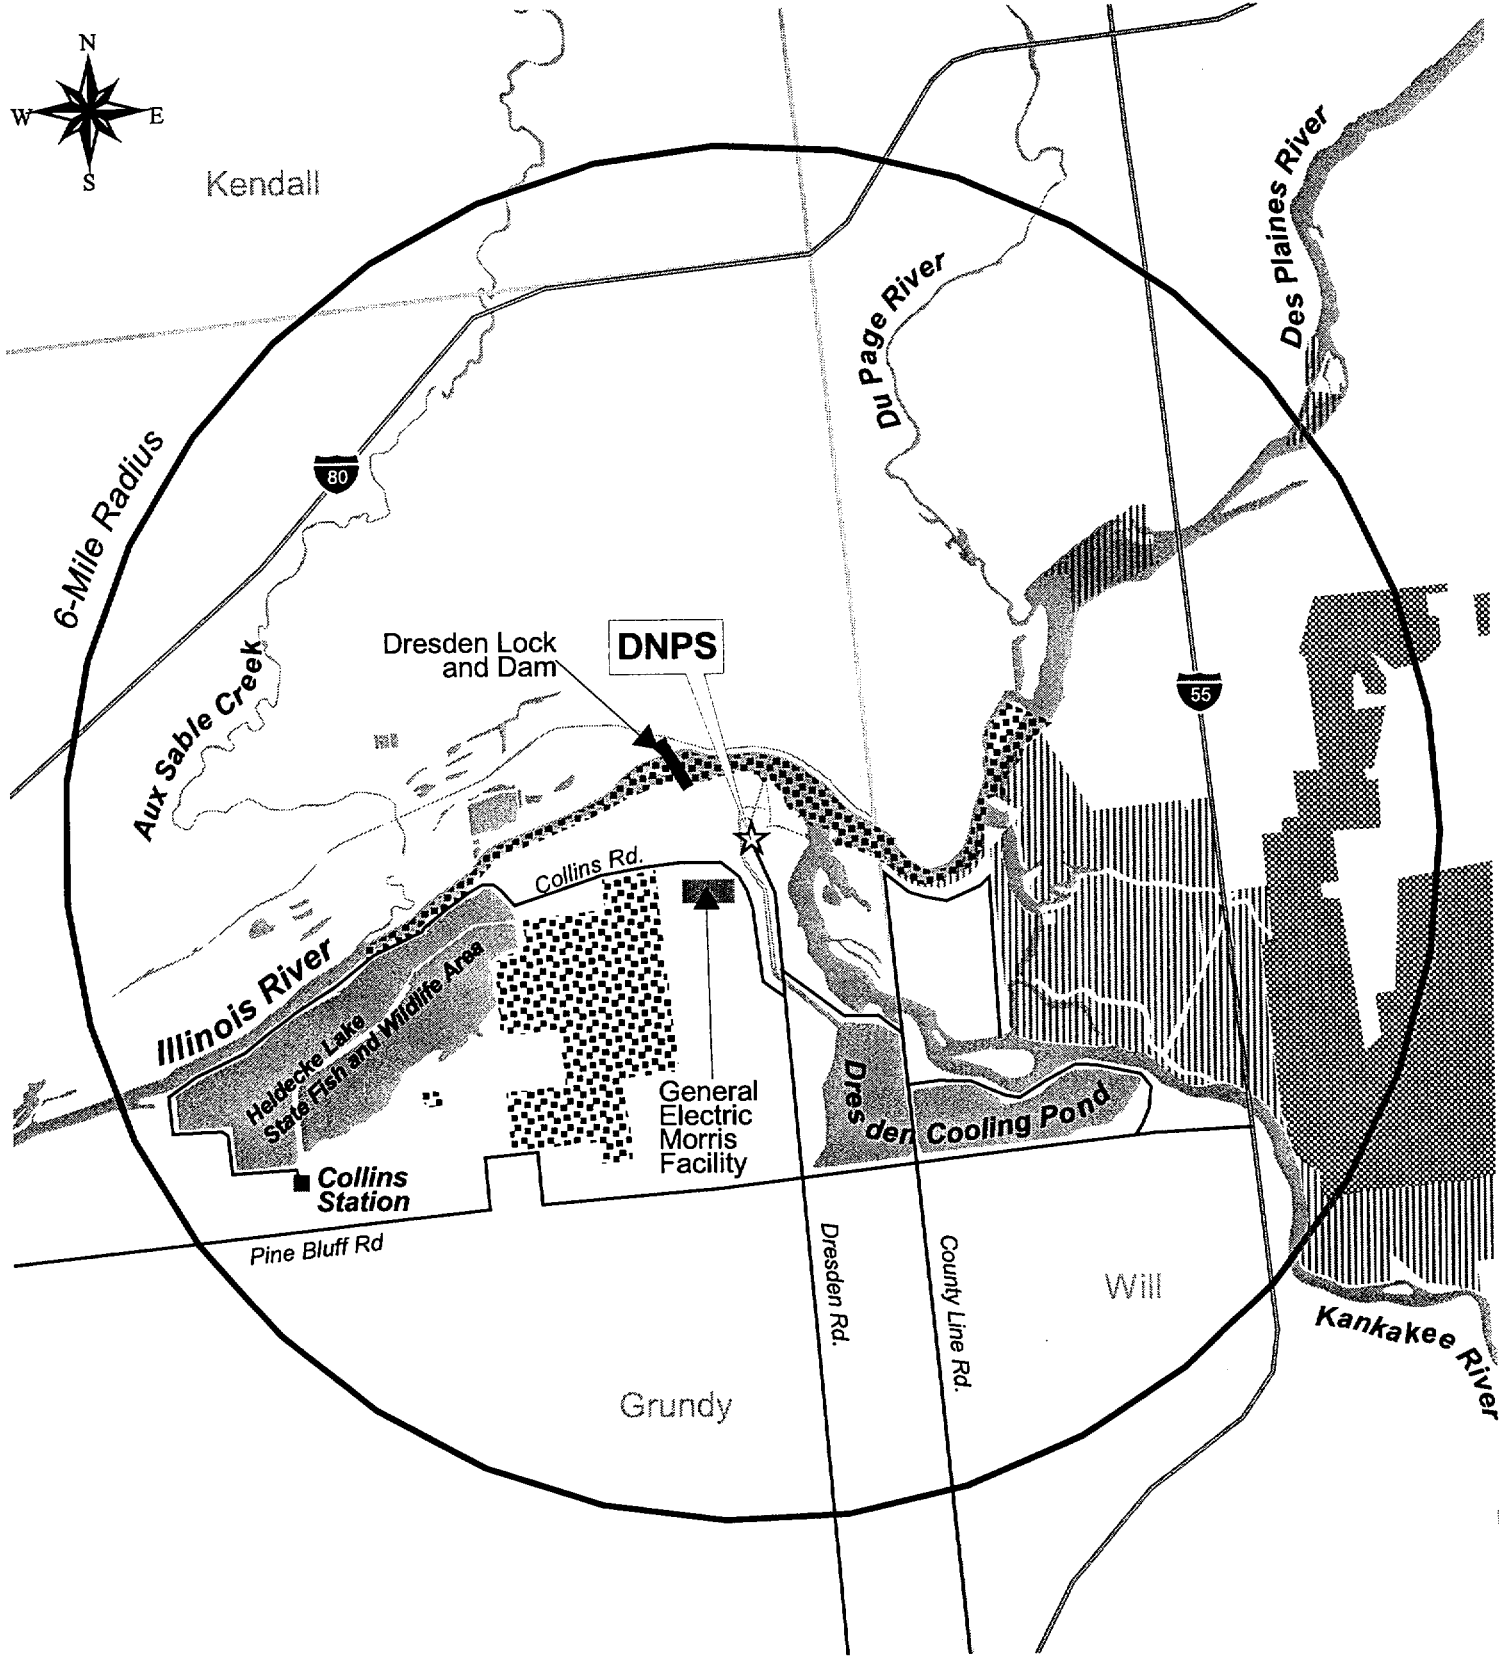 N
W
E
S
Kendall
Des Plaines River
Du Page River
80
6-Mile Radius
Dresden Lock
and Dam
DNPS
Aux Sable Creek
55
Collins Rd.
Illinois River
Heidecke Lake
State Fish and Wildlife Area
General
Electric
Morris
Facility
Dresden Cooling Pond
Collins
Station
Pine Bluff Rd
Dresden Rd.
County Line Rd.
Will
Kankakee River
Grundy